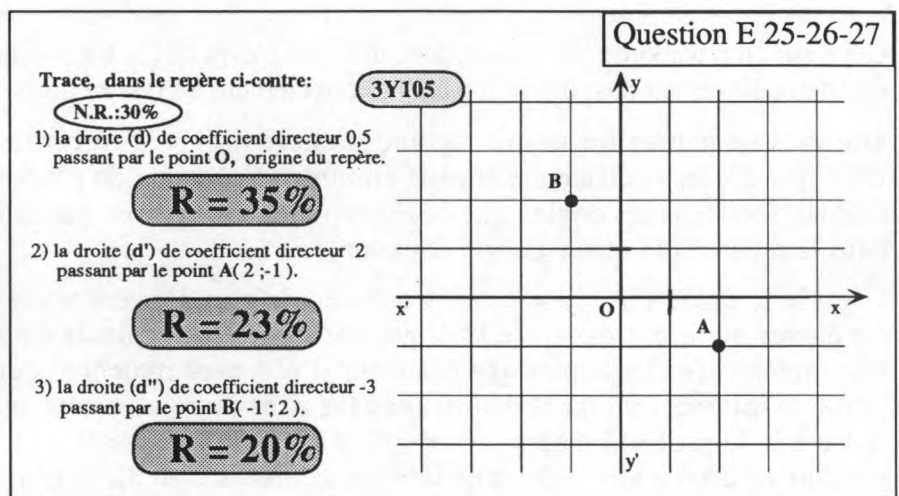 Question E 25-26-27
Trace, dans le repère ci-contre:
3Y105
N.R.:30%
1) la droite (d) de coefficient directeur 0,5
passant par le point O, origine du repère.
R = 35%
2) la droite (d') de coefficient directeur 2
passant par le point A( 2 ;-1 ).
R = 23%
3) la droite (d") de coefficient directeur -3
passant par le point B( -1 ; 2 ).
R = 20%
y
B
x'
O
x
A
y'